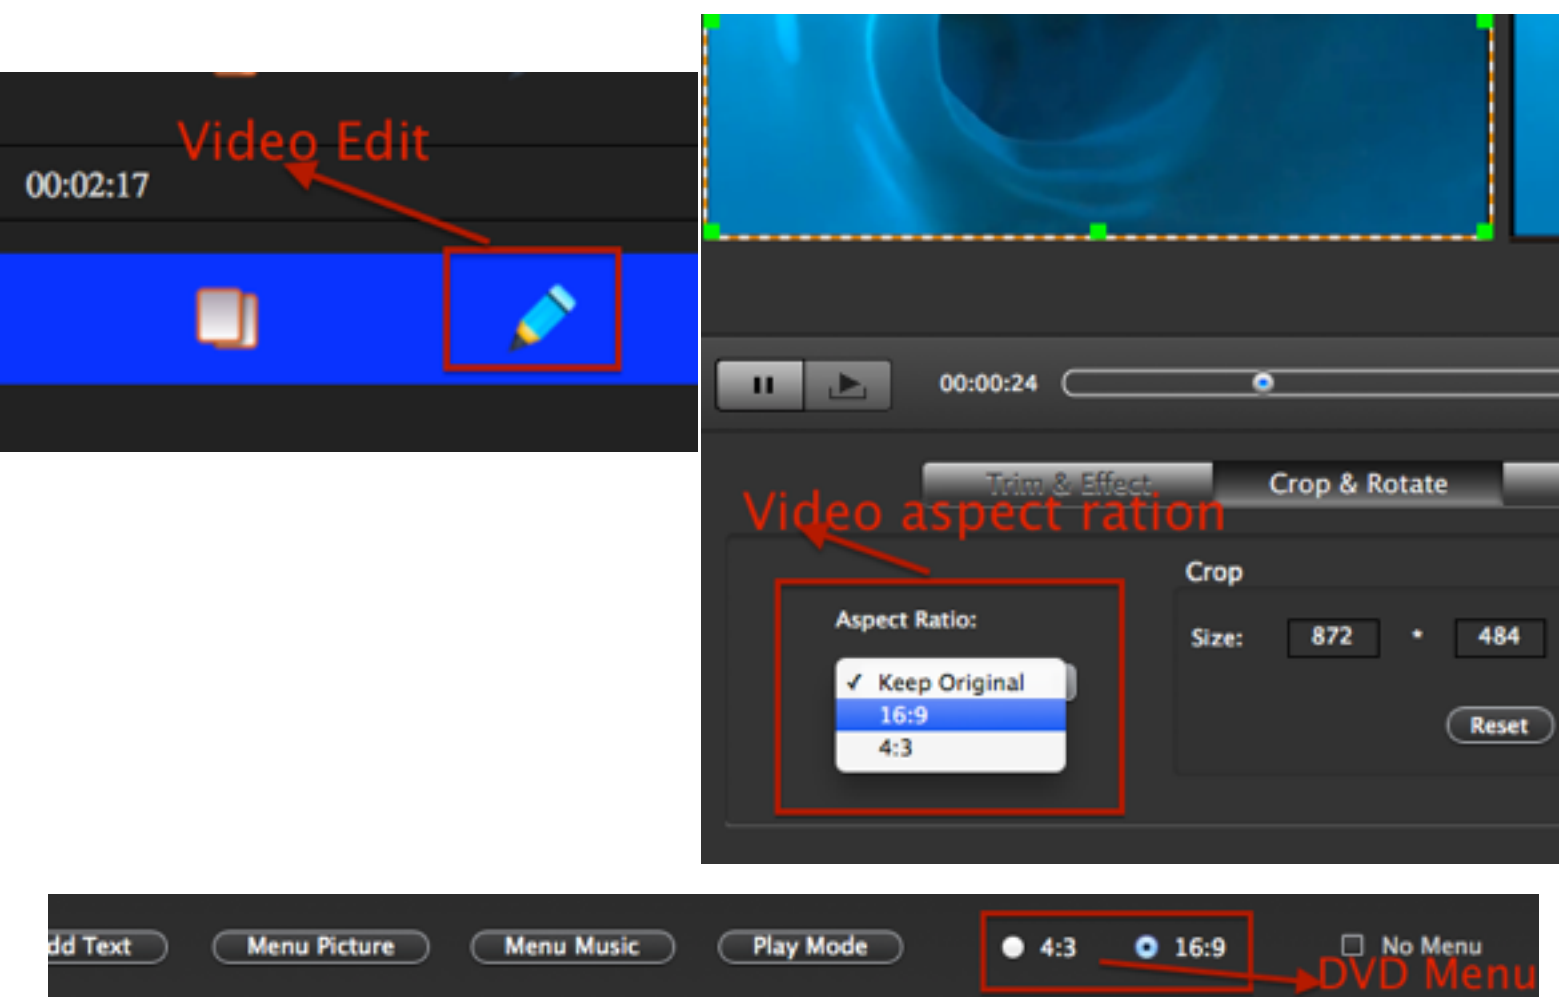 Video Edit
00:02:17
00:00:24
Trim & Effect
Crop & Rotate
Video aspect ration
Aspect Ratio:
✓ Keep Original
16:9
4:3
Crop
Size: 872 * 484
Reset
dd Text
Menu Picture
Menu Music
Play Mode
4:3
16:9
No Menu
DVD Menu